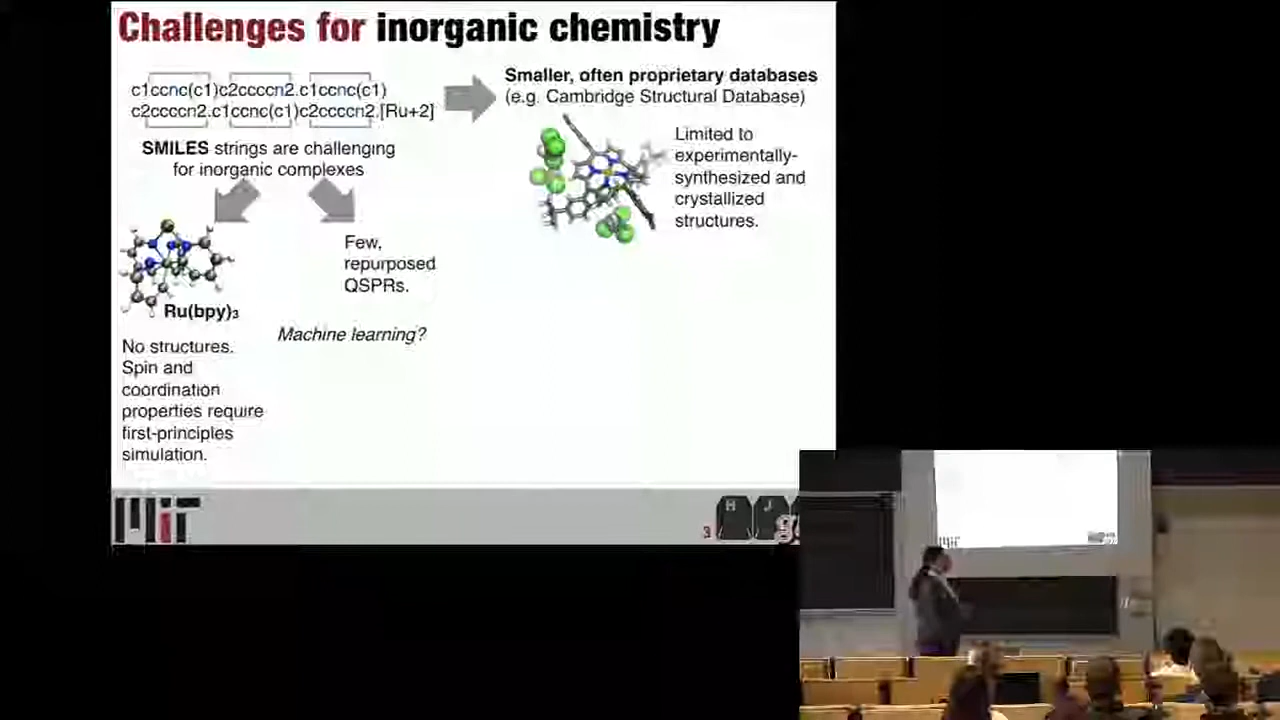 Challenges for inorganic chemistry
c1ccnc(c1)c2ccccn2.c1ccnc(c1)
c2ccccn2.c1ccnc(c1)c2ccccn2.[Ru+2]
SMILES strings are challenging
for inorganic complexes
Ru(bpy)₃
No structures.
Spin and
coordination
properties require
first-principles
simulation.
Few,
repurposed
QSPRs.
Machine learning?
Smaller, often proprietary databases
(e.g. Cambridge Structural Database)
Limited to
experimentally-
synthesized and
crystallized
structures.
MIT
3
H J